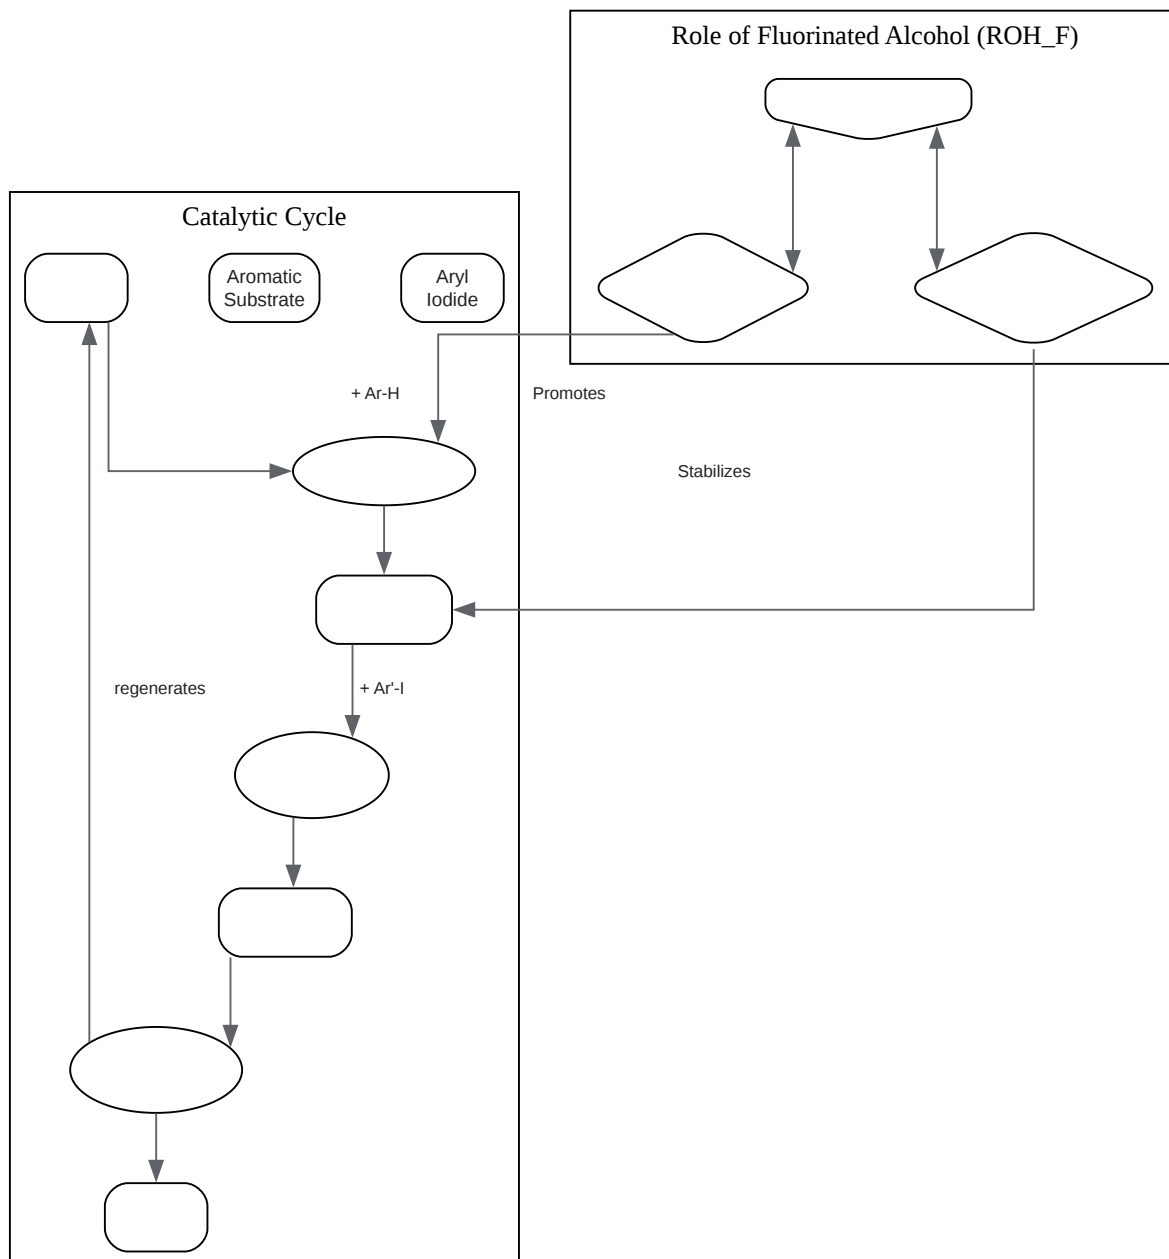 Role of Fluorinated Alcohol (ROH_F)
Catalytic Cycle
Aromatic
Substrate
Aryl
Iodide
+ Ar-H
Promotes
Stabilizes
regenerates
+ Ar'-I